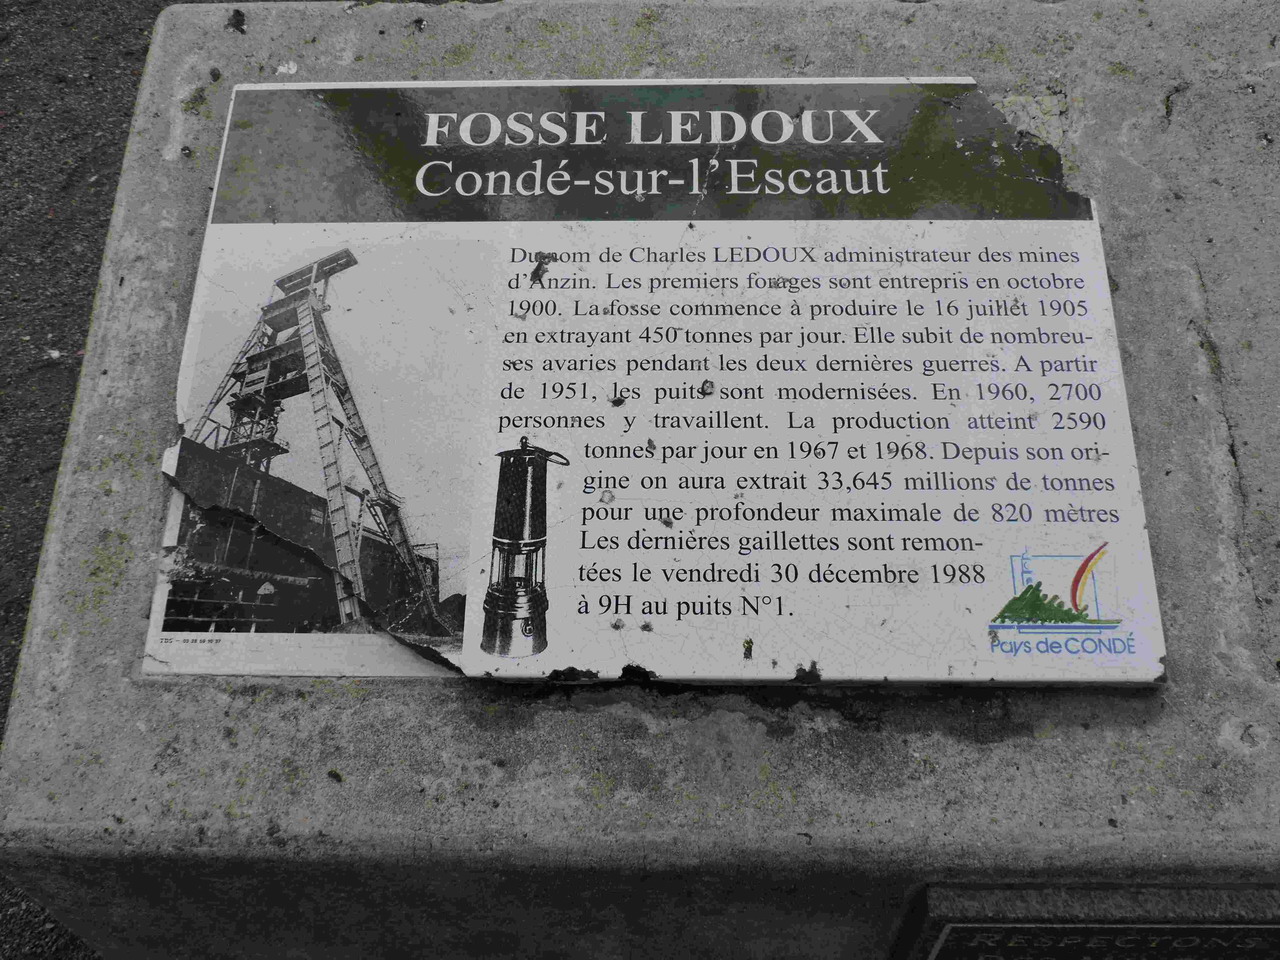 FOSSE LEDOUX
Condé-sur-l'Escaut
Du nom de Charles LEDOUX administrateur des mines
d'Anzin. Les premiers forages sont entrepris en octobre
1900. La fosse commence à produire le 16 juillet 1905
en extrayant 450 tonnes par jour. Elle subit de nombreu-
ses avaries pendant les deux dernières guerres. A partir
de 1951, les puits sont modernisées. En 1960, 2700
personnes y travaillent. La production atteint 2590
tonnes par jour en 1967 et 1968. Depuis son ori-
gine on aura extrait 33,645 millions de tonnes
pour une profondeur maximale de 820 mètres
Les dernières gaillettes sont remon-
tées le vendredi 30 décembre 1988
à 9H au puits N°1.
Pays de CONDÉ
RESPECTONS